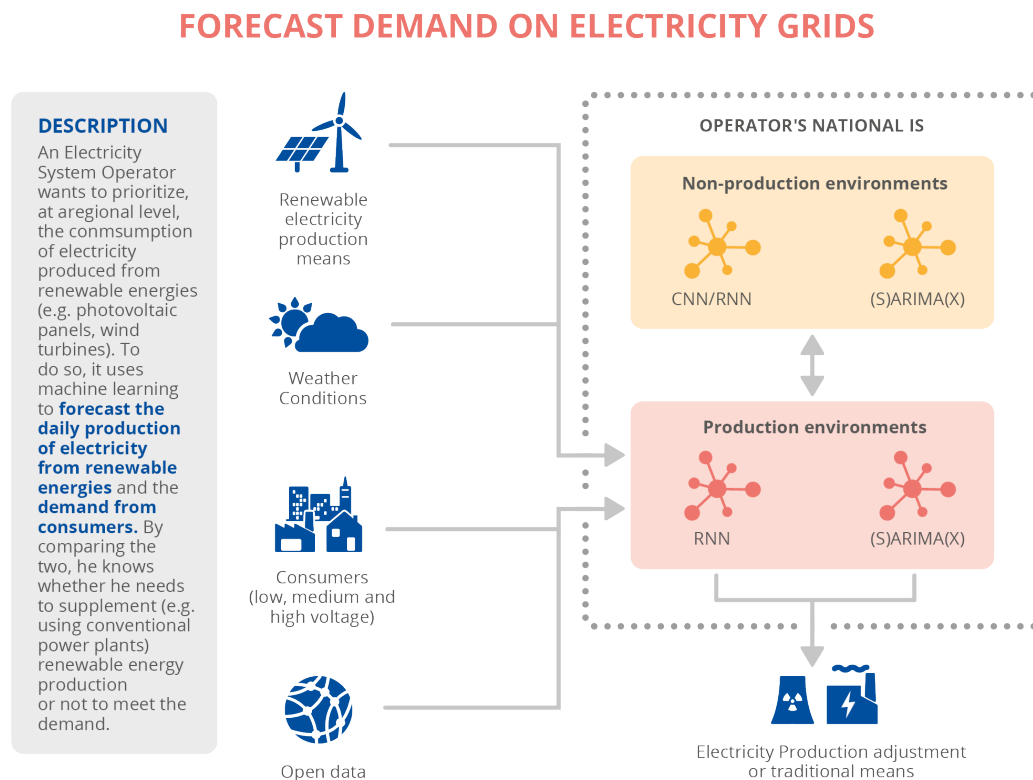 FORECAST DEMAND ON ELECTRICITY GRIDS
DESCRIPTION
An Electricity
System Operator
wants to prioritize,
at aregional level,
the conmsumption
of electricity
produced from
renewable energies
(e.g. photovoltaic
panels, wind
turbines). To
do so, it uses
machine learning
to forecast the
daily production
of electricity
from renewable
energies and the
demand from
consumers. By
comparing the
two, he knows
whether he needs
to supplement (e.g.
using conventional
power plants)
renewable energy
production
or not to meet the
demand.
Renewable
electricity
production
means
Weather
Conditions
Consumers
(low, medium and
high voltage)
Open data
OPERATOR'S NATIONAL IS
Non-production environments
CNN/RNN
(S)ARIMA(X)
Production environments
RNN
(S)ARIMA(X)
Electricity Production adjustment
or traditional means